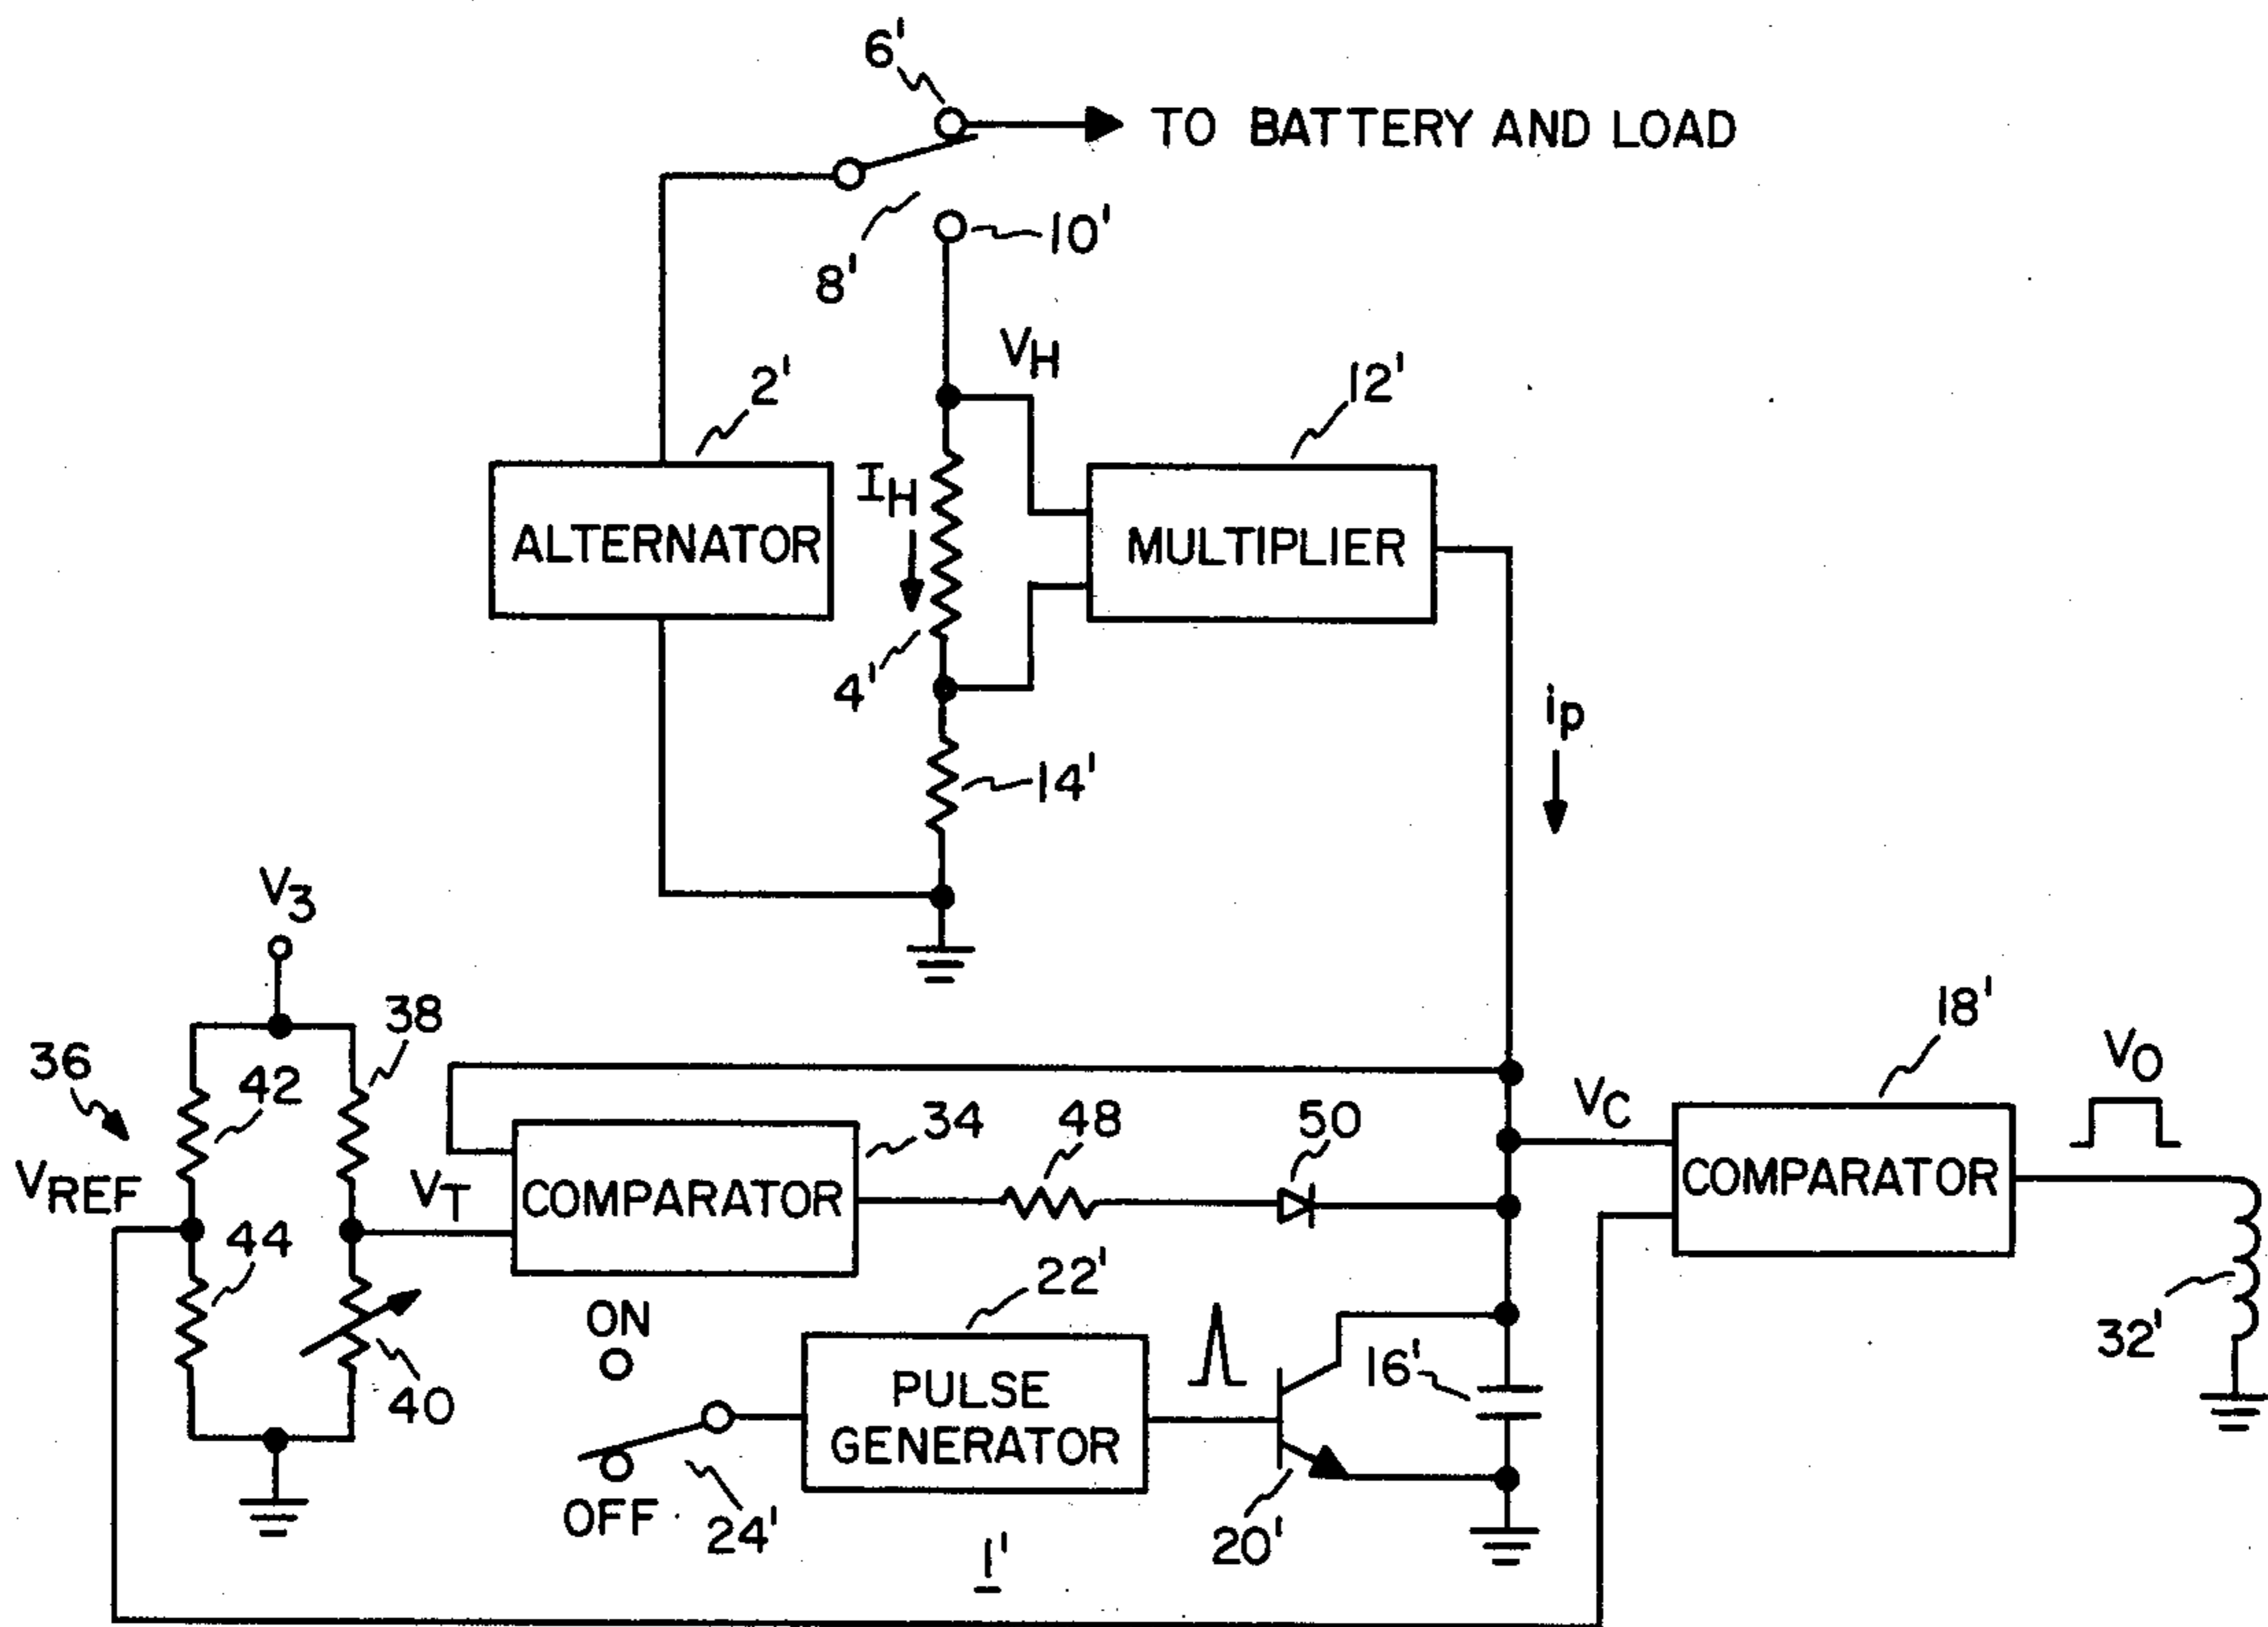 6'
TO BATTERY AND LOAD
10'
8'
VH
2'
12'
IH
ALTERNATOR
MULTIPLIER
4'
ip
14'
V3
38
18'
36
42
VO
VC
34
48
50
VREF
VT
COMPARATOR
COMPARATOR
44
22'
ON
32'
16'
40
PULSE
GENERATOR
OFF
24'
20'
1'